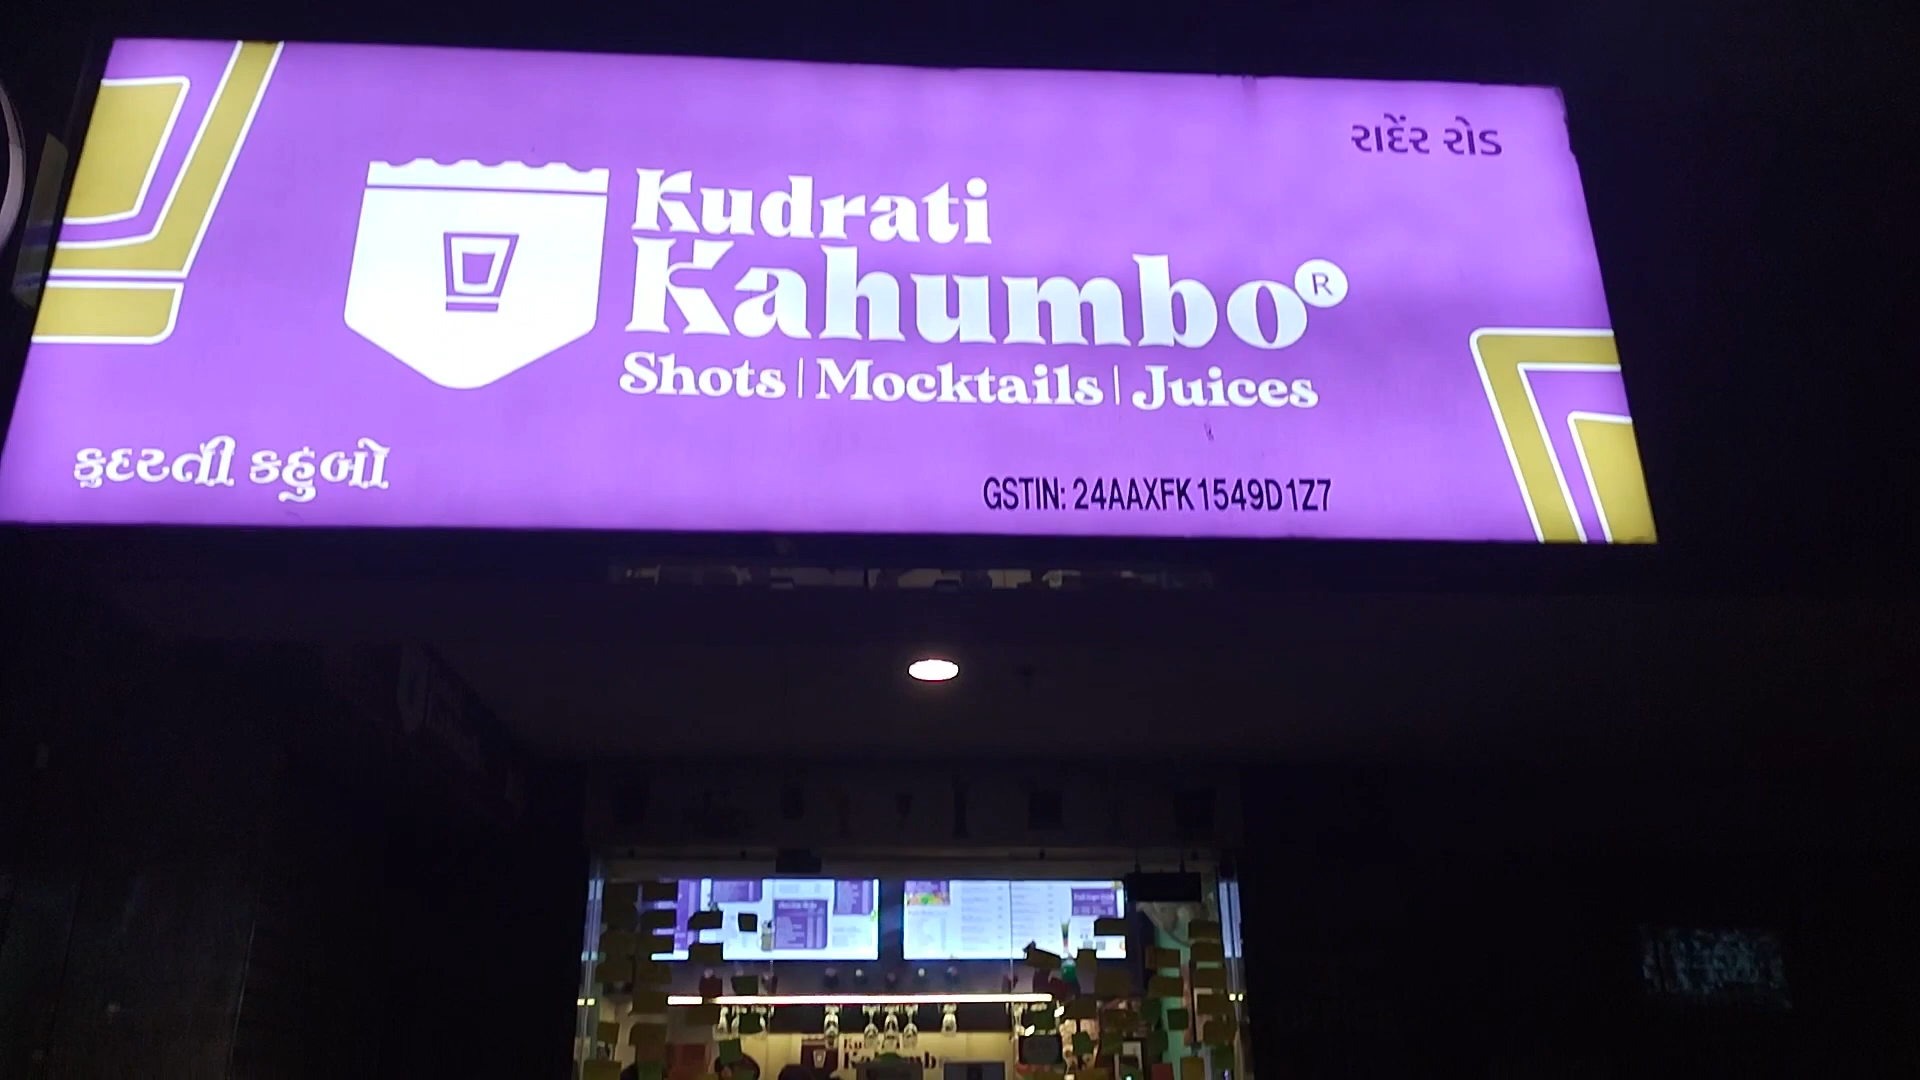 રાદેંર રોડ
Kudrati
Kahumbo®
Shots | Mocktails | Juices
કુદરતી કહુંબો
GSTIN: 24AAXFK1549D1Z7